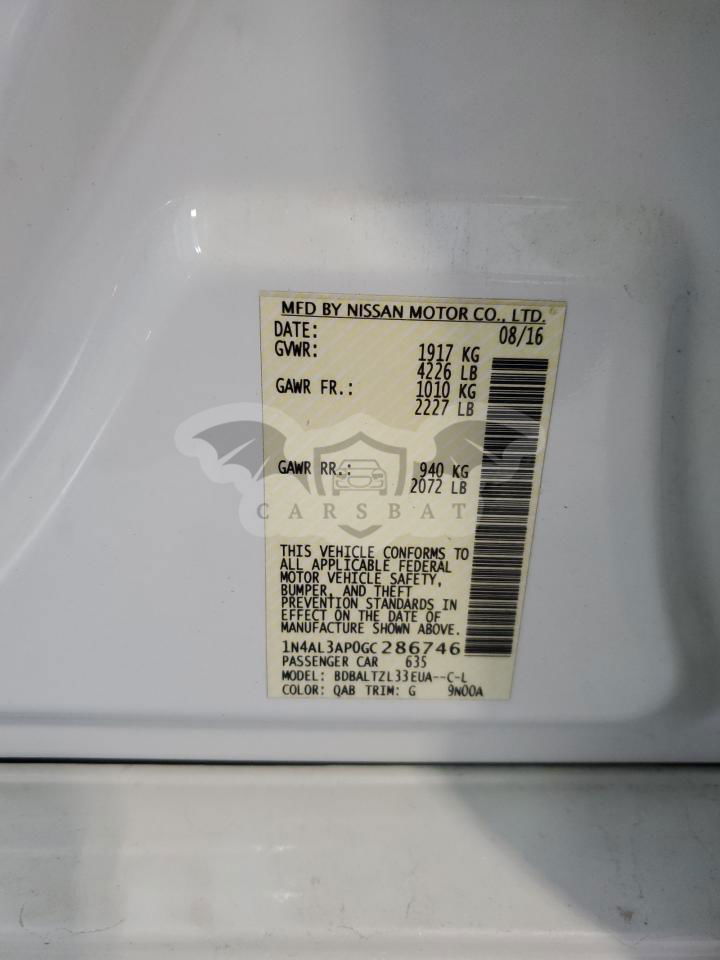 MFD BY NISSAN MOTOR CO., LTD.
DATE: 08/16
GVWR: 1917 KG
4226 LB
GAWR FR.: 1010 KG
2227 LB
GAWR RR.: 940 KG
2072 LB
CARSBAT
THIS VEHICLE CONFORMS TO
ALL APPLICABLE FEDERAL
MOTOR VEHICLE SAFETY,
BUMPER, AND THEFT
PREVENTION STANDARDS IN
EFFECT ON THE DATE OF
MANUFACTURE SHOWN ABOVE.
1N4AL3AP0GC286746
PASSENGER CAR 635
MODEL: BDBALTZL33EUA--C-L
COLOR: QAB TRIM: G 9N00A